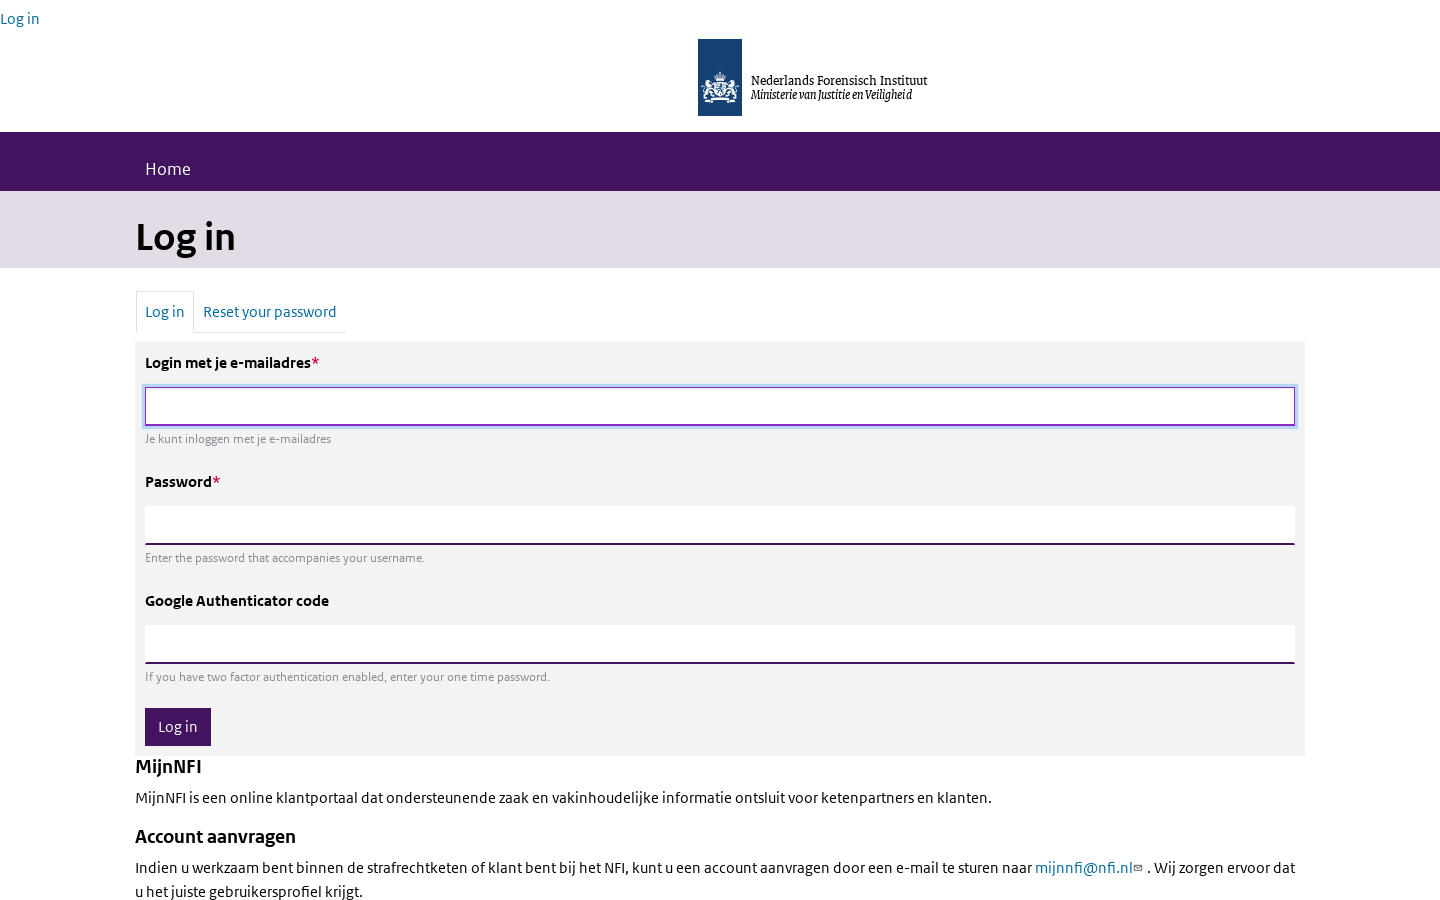 Log in
Nederlands Forensisch Instituut
Ministerie van Justitie en Veiligheid
Home
Log in
Log in
Reset your password
Login met je e-mailadres*
Je kunt inloggen met je e-mailadres
Password*
Enter the password that accompanies your username.
Google Authenticator code
If you have two factor authentication enabled, enter your one time password.
Log in
MijnNFI
MijnNFI is een online klantportaal dat ondersteunende zaak en vakinhoudelijke informatie ontsluit voor ketenpartners en klanten.
Account aanvragen
Indien u werkzaam bent binnen de strafrechtketen of klant bent bij het NFI, kunt u een account aanvragen door een e-mail te sturen naar mijnnfi@nfi.nl . Wij zorgen ervoor dat
u het juiste gebruikersprofiel krijgt.